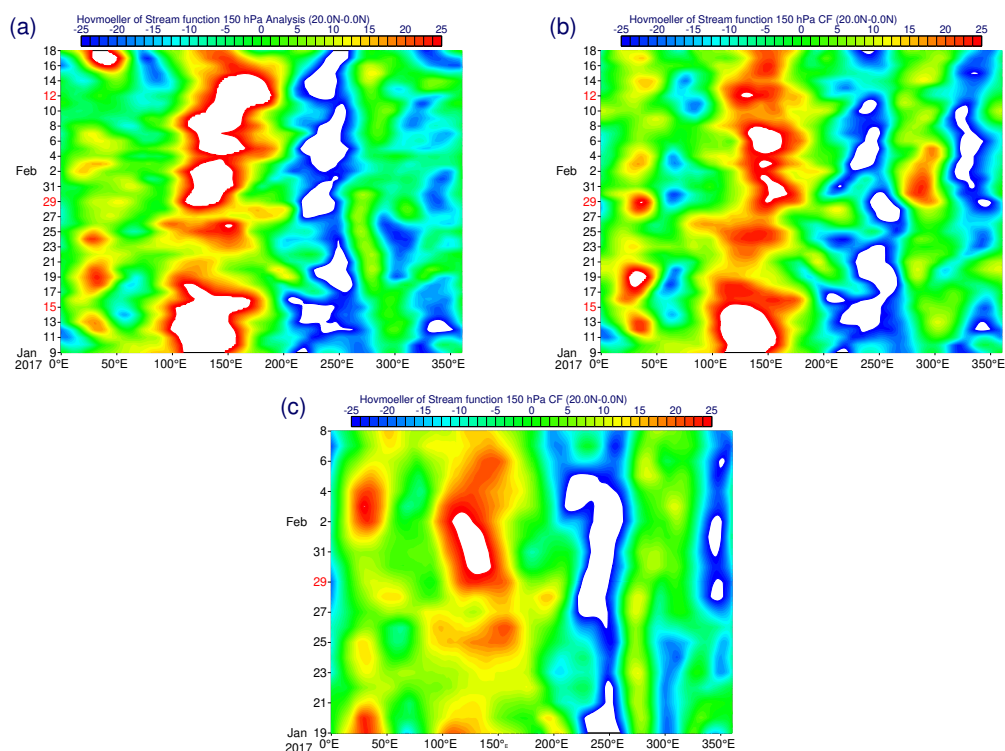 (a)
Hovmoeller of Stream function 150 hPa Analysis (20.0N-0.0N)
-25 -20 -15 -10 -5 0 5 10 15 20 25
18
16
14
12
10
8
6
4
Feb 2
31
29
27
25
23
21
19
17
15
13
11
Jan 9
2017
0°E 50°E 100°E 150°E 200°E 250°E 300°E 350°E
(b)
Hovmoeller of Stream function 150 hPa CF (20.0N-0.0N)
-25 -20 -15 -10 -5 0 5 10 15 20 25
18
16
14
12
10
8
6
4
Feb 2
31
29
27
25
23
21
19
17
15
13
11
Jan 9
2017
0°E 50°E 100°E 150°E 200°E 250°E 300°E 350°E
(c)
Hovmoeller of Stream function 150 hPa CF (20.0N-0.0N)
-25 -20 -15 -10 -5 0 5 10 15 20 25
8
6
4
Feb 2
31
29
27
25
23
21
Jan 19
2017
0°E 50°E 100°E 150°E 200°E 250°E 300°E 350°E